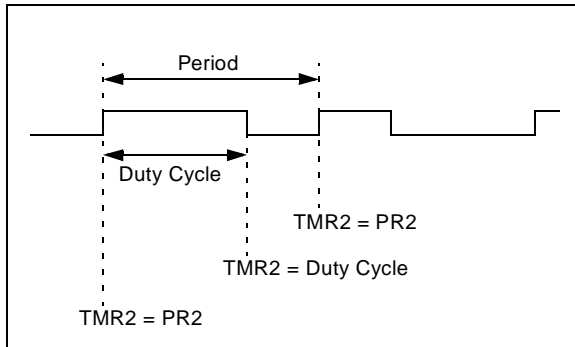 Period
Duty Cycle
TMR2 = PR2
TMR2 = Duty Cycle
TMR2 = PR2